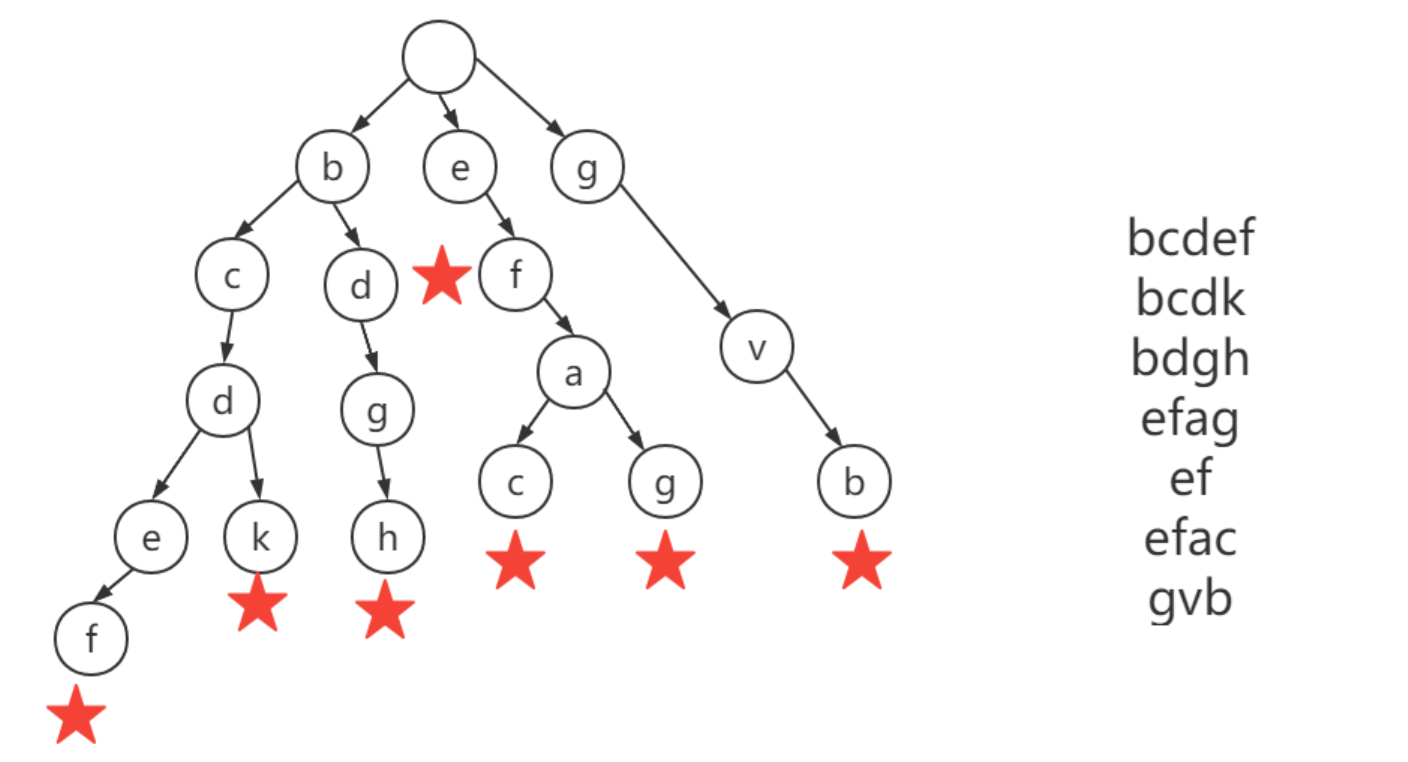 b e g
c d f
v
d g a
c g b
e k h
f
bcdef
bcdk
bdgh
efag
ef
efac
gvb